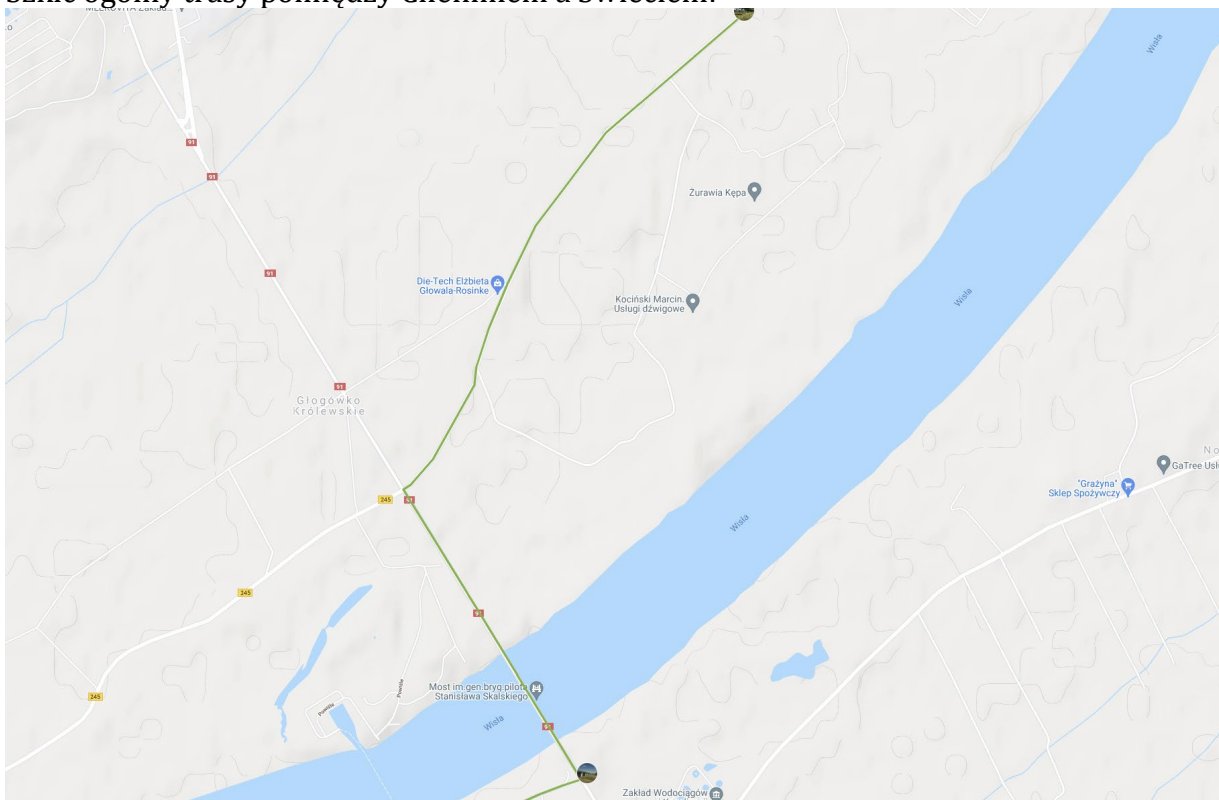 91
Wisła
91
Żurawia Kępa
91
Die-Tech Elżbieta
Głowala-Rosinke
Kociński Marcin.
Usługi dźwigowe
Wisła
91
Głogówko
Królewskie
GaTree
"Grażyna"
Sklep Spożywczy
245
91
Wisła
245
91
Most im.gen.bryg.pilota
Stanisława Skalskiego
Powiśle
Powiśle
245
Wisła
91
Zakład Wodociągów